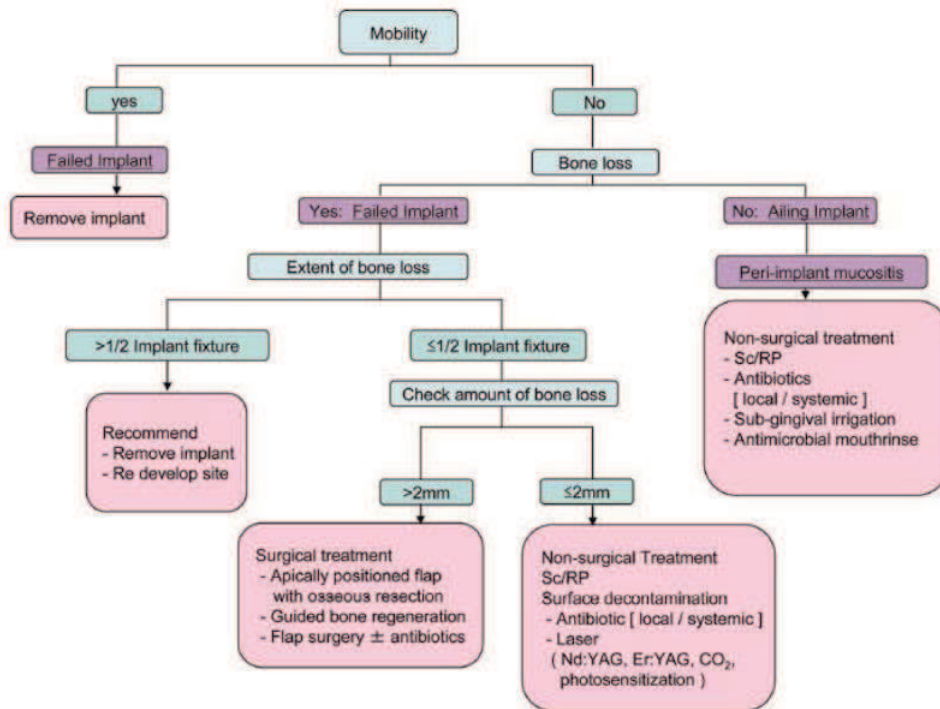 Mobility
yes
No
Failed Implant
Bone loss
Remove implant
Yes: Failed Implant
No: Ailing Implant
Extent of bone loss
Peri-implant mucositis
>1/2 Implant fixture
≤1/2 Implant fixture
Non-surgical treatment
- Sc/RP
- Antibiotics
[ local / systemic ]
- Sub-gingival irrigation
- Antimicrobial mouthrinse
Check amount of bone loss
Recommend
- Remove implant
- Re develop site
>2mm
≤2mm
Surgical treatment
- Apically positioned flap
with osseous resection
- Guided bone regeneration
- Flap surgery ± antibiotics
Non-surgical Treatment
Sc/RP
Surface decontamination
- Antibiotic [ local / systemic ]
- Laser
( Nd:YAG, Er:YAG, CO₂,
photosensitization )